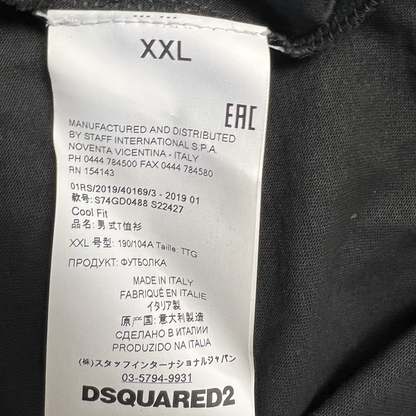 XXL
EAC
MANUFACTURED AND DISTRIBUTED
BY STAFF INTERNATIONAL S.P.A.
NOVENTA VICENTINA - ITALY
PH 0444 784500 FAX 0444 784580
RN 154143
01RS/2019/40169/3 - 2019 01
款号: S74GD0488 S22427
Cool Fit
品名: 男式T恤衫
XXL 号型: 190/104A Taille: TTG
ПРОДУКТ: ФУТБОЛКА
MADE IN ITALY
FABRIQUÉ EN ITALIE
イタリア製
原产国: 意大利製造
СДЕЛАНО В ИТАЛИИ
PRODUZIDO NA ITALIA
(株)スタッフインターナショナルジャパン
03-5794-9931
DSQUARED2